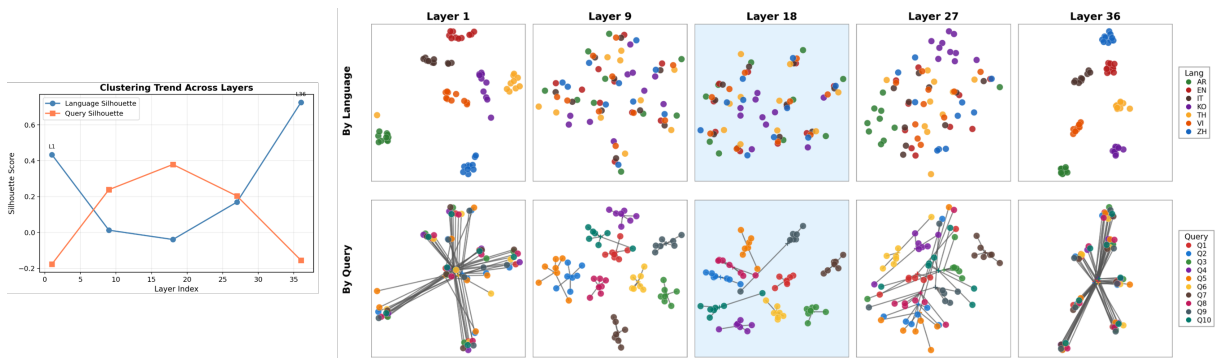 Clustering Trend Across Layers
Language Silhouette
Query Silhouette
L1
L36
0.6
0.4
0.2
0.0
−0.2
Silhouette Score
0 5 10 15 20 25 30 35
Layer Index
Layer 1 Layer 9 Layer 18 Layer 27 Layer 36
By Language
Lang
AR
EN
IT
KO
TH
VI
ZH
By Query
Query
Q1
Q2
Q3
Q4
Q5
Q6
Q7
Q8
Q9
Q10